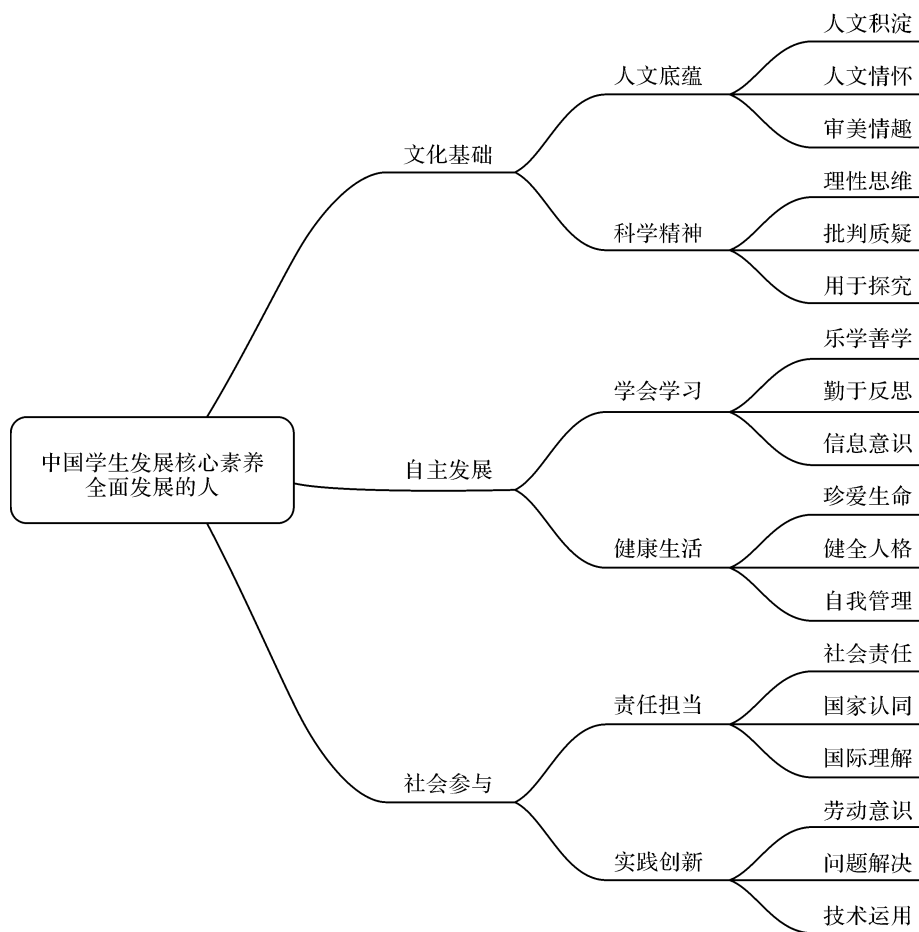 人文积淀
人文底蕴
人文情怀
审美情趣
文化基础
理性思维
科学精神
批判质疑
用于探究
乐学善学
学会学习
勤于反思
信息意识
中国学生发展核心素养
全面发展的人
自主发展
珍爱生命
健康生活
健全人格
自我管理
社会责任
责任担当
国家认同
国际理解
社会参与
劳动意识
实践创新
问题解决
技术运用